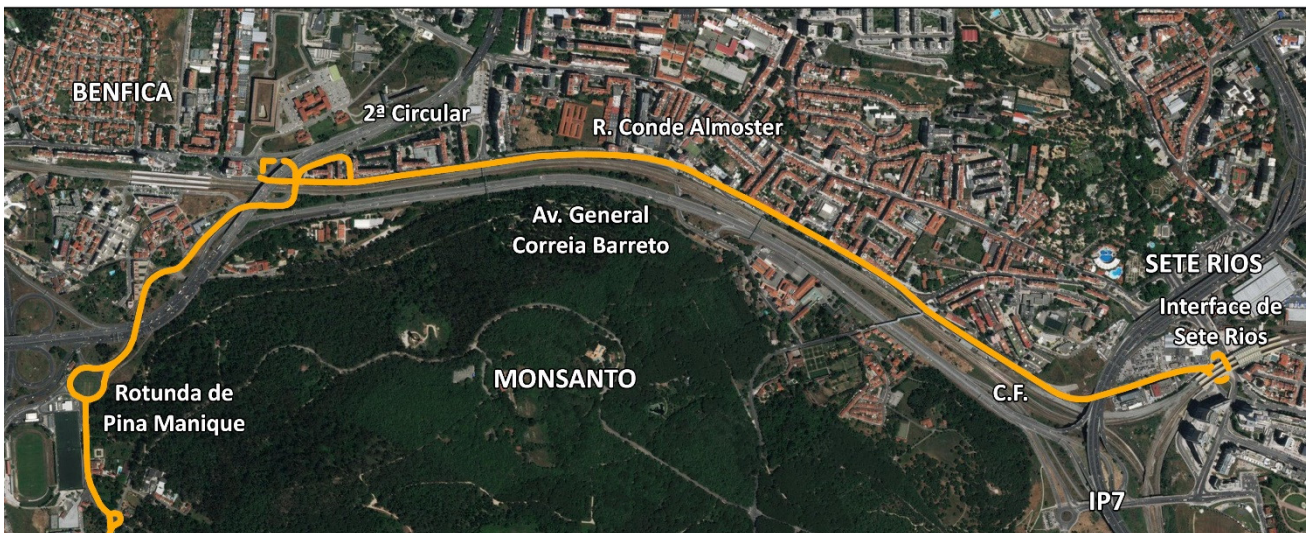 BENFICA
2ª Circular
R. Conde Almoster
Av. General
Correia Barreto
SETE RIOS
Interface de
Sete Rios
MONSANTO
Rotunda de
Pina Manique
C.F.
IP7